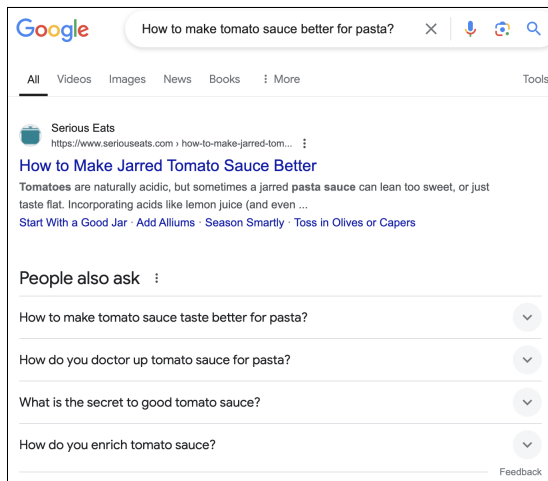 Google
How to make tomato sauce better for pasta?
All Videos Images News Books More Tools
Serious Eats
https://www.seriouseats.com › how-to-make-jarred-tom...
How to Make Jarred Tomato Sauce Better
Tomatoes are naturally acidic, but sometimes a jarred pasta sauce can lean too sweet, or just
taste flat. Incorporating acids like lemon juice (and even ...
Start With a Good Jar · Add Alliums · Season Smartly · Toss in Olives or Capers
People also ask
How to make tomato sauce taste better for pasta?
How do you doctor up tomato sauce for pasta?
What is the secret to good tomato sauce?
How do you enrich tomato sauce?
Feedback